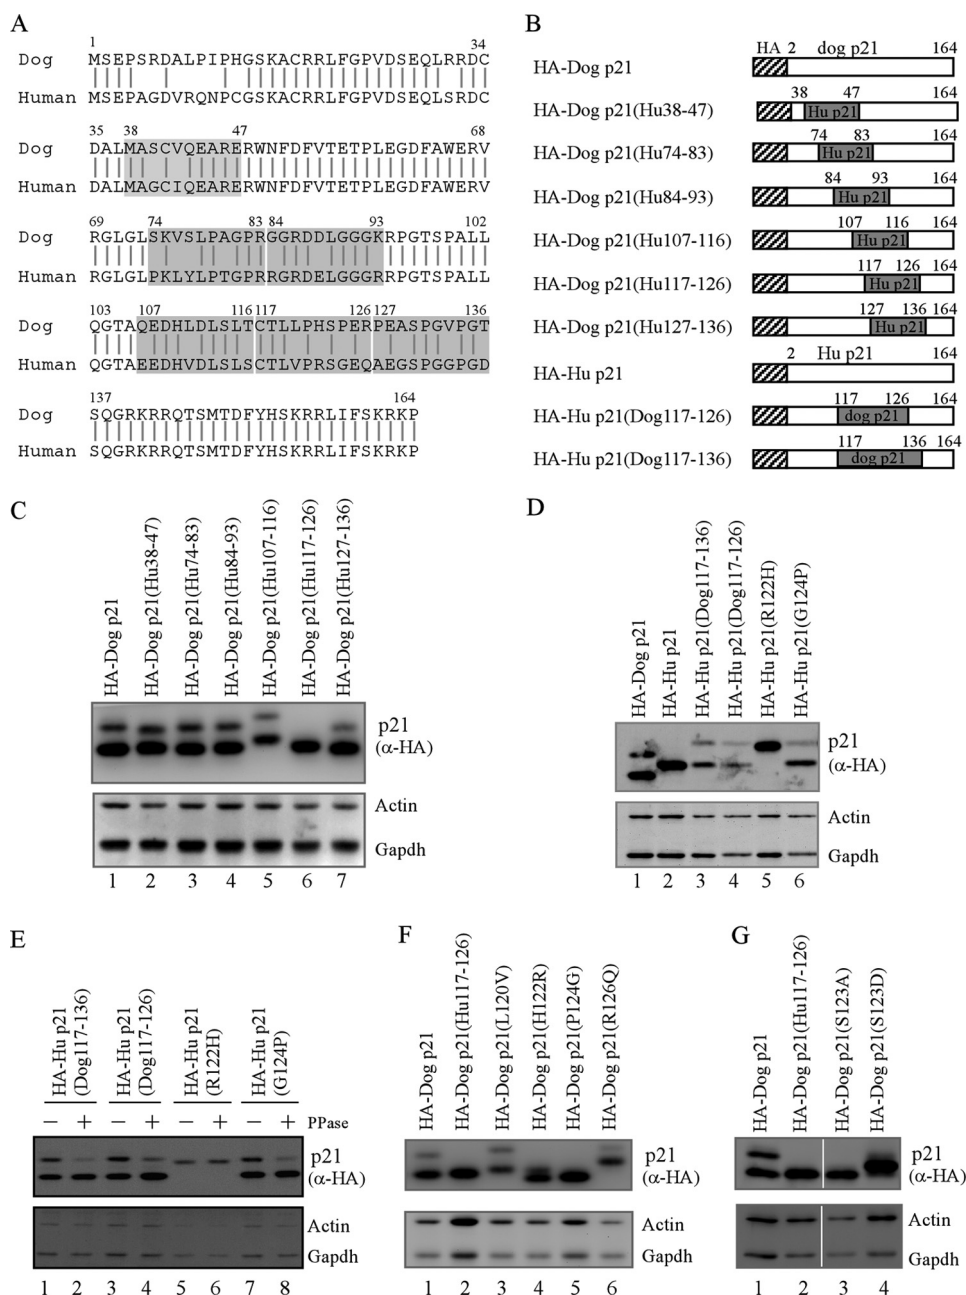 A
1 34
Dog MSEPSRDALPIPHGSKACRRLFGPVDSEQLRRDC
Human MSEPAGDVRQNPCGSKACRRLFGPVDSEQLSRDC
35 38 47 68
Dog DALMASCVQEARERWNFDFVTETPLEGDFAWERV
Human DALMAGCIQEARERWNFDFVTETPLEGDFAWERV
69 74 83 84 93 102
Dog RGLGLSKVSLPAGPRGGRDDLGGGKRPGTSPALL
Human RGLGLPKLYLPTGPRRGRDELGGGRRPGTSPALL
103 107 116 117 126 127 136
Dog QGTAQEDHLDLSLTCTLLPHSPERPEASPGVPGT
Human QGTAEEDHVDLSLSCTLVPRSGEQAEGSPGGPGD
137 164
Dog SQGRKRRQTSMTDFYHSKRRLIFSKRKP
Human SQGRKRRQTSMTDFYHSKRRLIFSKRKP
B
HA 2 dog p21 164
HA-Dog p21
38 47 164
HA-Dog p21(Hu38-47) Hu p21
74 83 164
HA-Dog p21(Hu74-83) Hu p21
84 93 164
HA-Dog p21(Hu84-93) Hu p21
107 116 164
HA-Dog p21(Hu107-116) Hu p21
117 126 164
HA-Dog p21(Hu117-126) Hu p21
127 136 164
HA-Dog p21(Hu127-136) Hu p21
2 Hu p21 164
HA-Hu p21
117 126 164
HA-Hu p21(Dog117-126) dog p21
117 136 164
HA-Hu p21(Dog117-136) dog p21
C
HA-Dog p21
HA-Dog p21(Hu38-47)
HA-Dog p21(Hu74-83)
HA-Dog p21(Hu84-93)
HA-Dog p21(Hu107-116)
HA-Dog p21(Hu117-126)
HA-Dog p21(Hu127-136)
p21
(α-HA)
Actin
Gapdh
1 2 3 4 5 6 7
D
HA-Dog p21
HA-Hu p21
HA-Hu p21(Dog117-136)
HA-Hu p21(Dog117-126)
HA-Hu p21(R122H)
HA-Hu p21(G124P)
p21
(α-HA)
Actin
Gapdh
1 2 3 4 5 6
E
HA-Hu p21
(Dog117-136)
HA-Hu p21
(Dog117-126)
HA-Hu p21
(R122H)
HA-Hu p21
(G124P)
− + − + − + − + PPase
p21
(α-HA)
Actin
Gapdh
1 2 3 4 5 6 7 8
F
HA-Dog p21
HA-Dog p21(Hu117-126)
HA-Dog p21(L120V)
HA-Dog p21(H122R)
HA-Dog p21(P124G)
HA-Dog p21(R126Q)
p21
(α-HA)
Actin
Gapdh
1 2 3 4 5 6
G
HA-Dog p21
HA-Dog p21(Hu117-126)
HA-Dog p21(S123A)
HA-Dog p21(S123D)
p21
(α-HA)
Actin
Gapdh
1 2 3 4